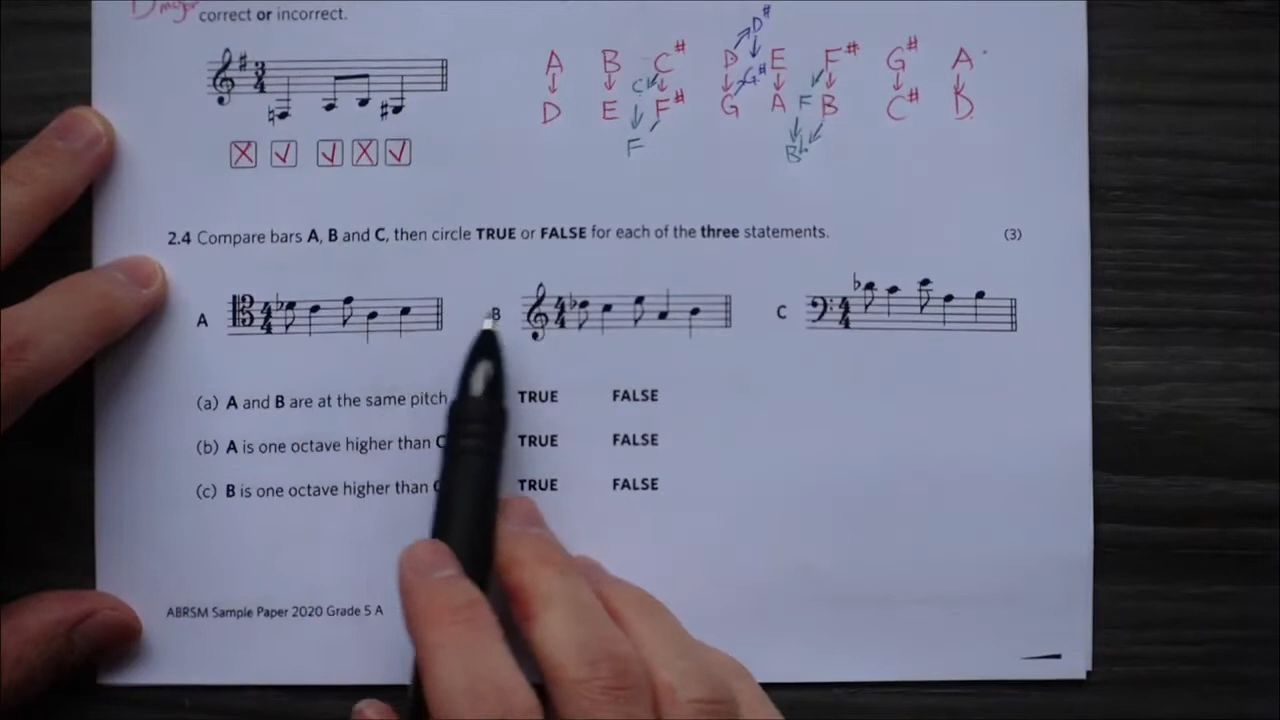 D major correct or incorrect.
A B C# D D# E F# G# A
C G# F
D E F# G A B C# D
F B♭
2.4 Compare bars A, B and C, then circle TRUE or FALSE for each of the three statements. (3)
A B C
(a) A and B are at the same pitch TRUE FALSE
(b) A is one octave higher than C TRUE FALSE
(c) B is one octave higher than TRUE FALSE
ABRSM Sample Paper 2020 Grade 5 A